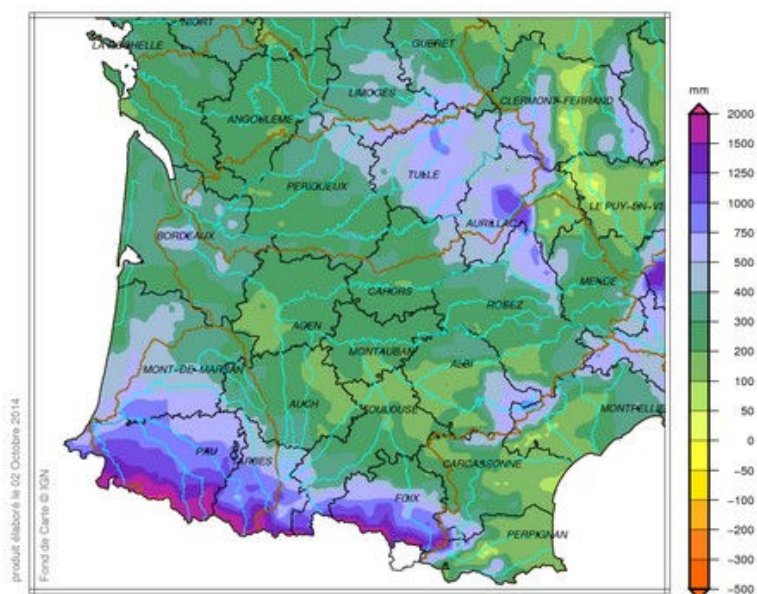 NIORT
LA ROCHELLE
GUERET
LIMOGES
CLERMONT-FERRAND
ANGOULEME
TULLE
PERIGUEUX
LE PUY-EN-VE
AURILLAC
BORDEAUX
CAHORS
MENDE
RODEZ
AGEN
MONTAUBAN
ALBI
MONT-DE-MARSAN
AUCH
TOULOUSE
MONTPELLIE
PAU
TARBES
CARCASSONNE
FOIX
PERPIGNAN
mm
2000
1500
1250
1000
750
500
400
300
200
100
50
0
-50
-100
-200
-300
-500
produit élaboré le 02 Octobre 2014
Fond de Carte © IGN